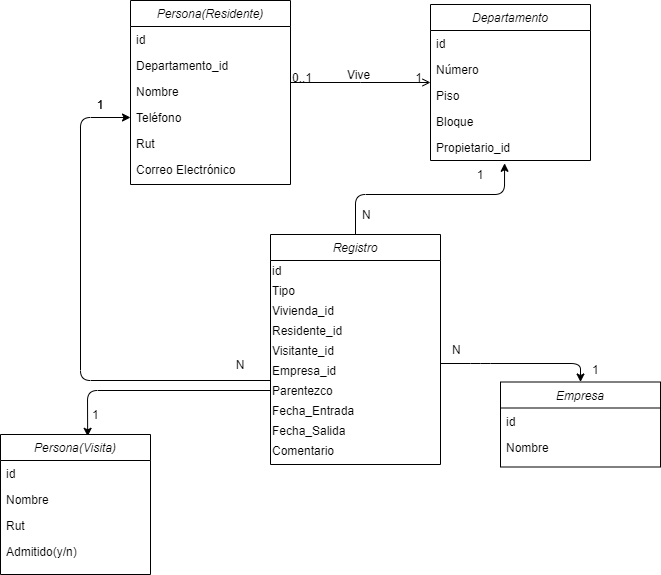 Persona(Residente)
id
Departamento_id
Nombre
Teléfono
Rut
Correo Electrónico
Departamento
id
Número
Piso
Bloque
Propietario_id
0..1
Vive
1
1
1
N
Registro
id
Tipo
Vivienda_id
Residente_id
Visitante_id
Empresa_id
Parentezco
Fecha_Entrada
Fecha_Salida
Comentario
N
N
1
1
Empresa
id
Nombre
Persona(Visita)
id
Nombre
Rut
Admitido(y/n)